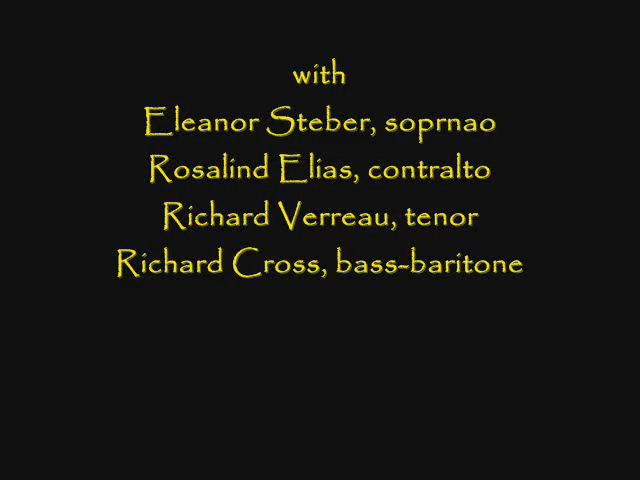 with
Eleanor Steber, soprnao
Rosalind Elias, contralto
Richard Verreau, tenor
Richard Cross, bass-baritone